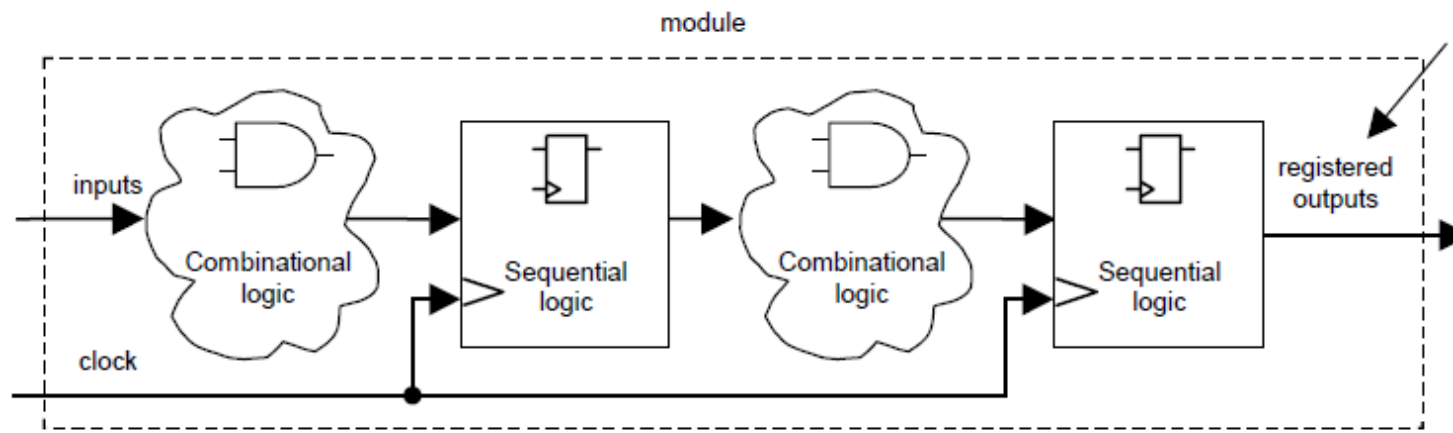 module
inputs
Combinational
logic
Sequential
logic
Combinational
logic
Sequential
logic
registered
outputs
clock